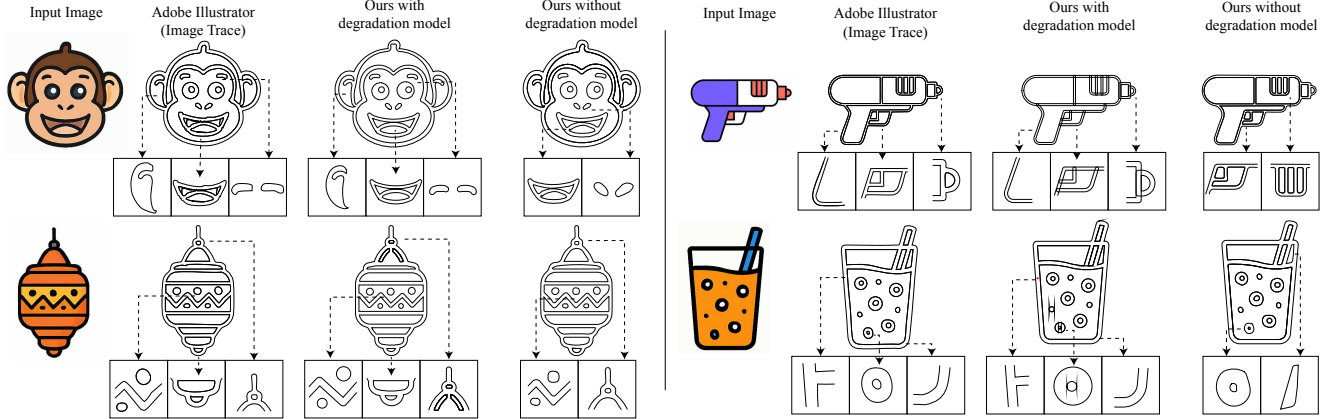 Input Image
Adobe Illustrator
(Image Trace)
Ours with
degradation model
Ours without
degradation model
Input Image
Adobe Illustrator
(Image Trace)
Ours with
degradation model
Ours without
degradation model